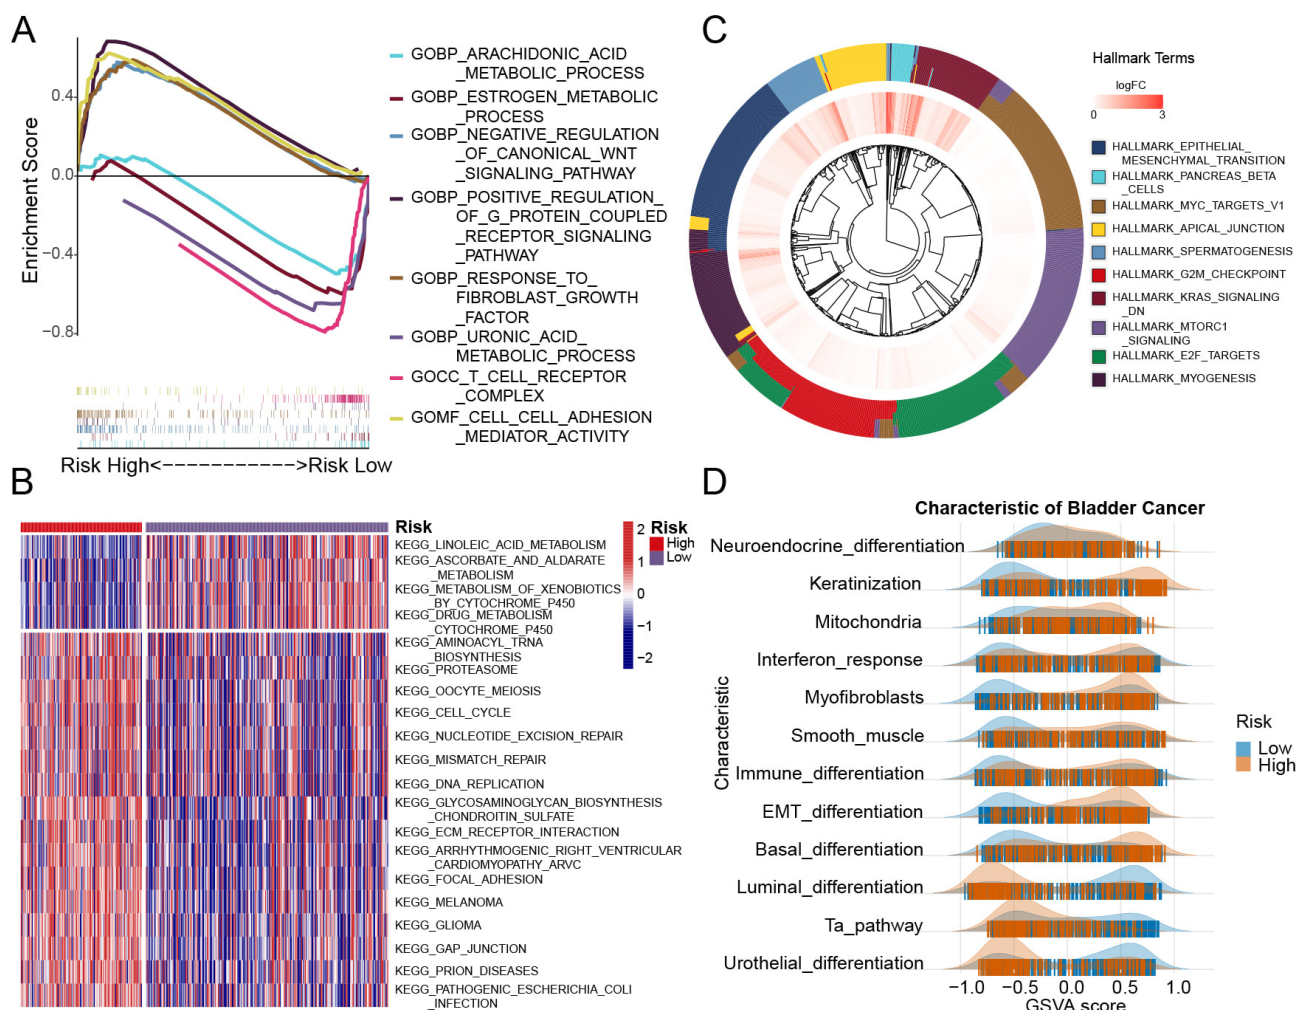 A
Enrichment Score
0.4
0.0
−0.4
−0.8
GOBP_ARACHIDONIC_ACID
_METABOLIC_PROCESS
GOBP_ESTROGEN_METABOLIC
_PROCESS
GOBP_NEGATIVE_REGULATION
_OF_CANONICAL_WNT
_SIGNALING_PATHWAY
GOBP_POSITIVE_REGULATION
_OF_G_PROTEIN_COUPLED
_RECEPTOR_SIGNALING
_PATHWAY
GOBP_RESPONSE_TO_
_FIBROBLAST_GROWTH
_FACTOR
GOBP_URONIC_ACID_
_METABOLIC_PROCESS
GOCC_T_CELL_RECEPTOR
_COMPLEX
GOMF_CELL_CELL_ADHESION
_MEDIATOR_ACTIVITY
Risk High<------------>Risk Low
C
Hallmark Terms
logFC
0 3
HALLMARK_EPITHELIAL_
_MESENCHYMAL_TRANSITION
HALLMARK_PANCREAS_BETA
_CELLS
HALLMARK_MYC_TARGETS_V1
HALLMARK_APICAL_JUNCTION
HALLMARK_SPERMATOGENESIS
HALLMARK_G2M_CHECKPOINT
HALLMARK_KRAS_SIGNALING
_DN
HALLMARK_MTORC1
_SIGNALING
HALLMARK_E2F_TARGETS
HALLMARK_MYOGENESIS
B
Risk
KEGG_LINOLEIC_ACID_METABOLISM
KEGG_ASCORBATE_AND_ALDARATE
_METABOLISM
KEGG_METABOLISM_OF_XENOBIOTICS
_BY_CYTOCHROME_P450
KEGG_DRUG_METABOLISM
_CYTOCHROME_P450
KEGG_AMINOACYL_TRNA
_BIOSYNTHESIS
KEGG_PROTEASOME
KEGG_OOCYTE_MEIOSIS
KEGG_CELL_CYCLE
KEGG_NUCLEOTIDE_EXCISION_REPAIR
KEGG_MISMATCH_REPAIR
KEGG_DNA_REPLICATION
KEGG_GLYCOSAMINOGLYCAN_BIOSYNTHESIS
_CHONDROITIN_SULFATE
KEGG_ECM_RECEPTOR_INTERACTION
KEGG_ARRHYTHMOGENIC_RIGHT_VENTRICULAR
_CARDIOMYOPATHY_ARVC
KEGG_FOCAL_ADHESION
KEGG_MELANOMA
KEGG_GLIOMA
KEGG_GAP_JUNCTION
KEGG_PRION_DISEASES
KEGG_PATHOGENIC_ESCHERICHIA_COLI
_INFECTION
2
1
0
−1
−2
Risk
High
Low
D
Characteristic of Bladder Cancer
Characteristic
Neuroendocrine_differentiation
Keratinization
Mitochondria
Interferon_response
Myofibroblasts
Smooth_muscle
Immune_differentiation
EMT_differentiation
Basal_differentiation
Luminal_differentiation
Ta_pathway
Urothelial_differentiation
−1.0 −0.5 0.0 0.5 1.0
GSVA score
Risk
Low
High